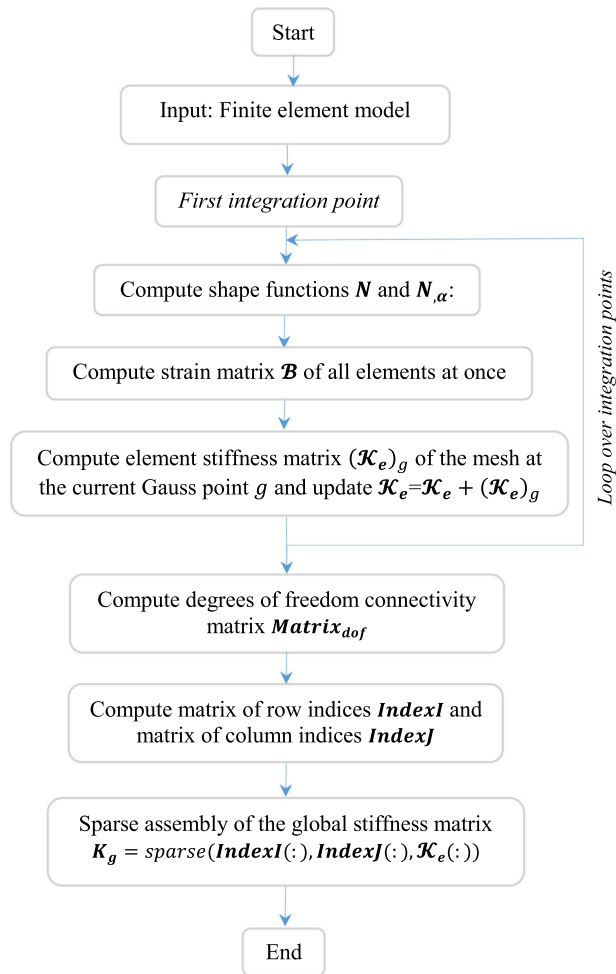 Start
Input: Finite element model
First integration point
Compute shape functions 𝑵 and 𝑵,𝜶:
Compute strain matrix 𝓑 of all elements at once
Compute element stiffness matrix (𝓚𝒆)𝑔 of the mesh at
the current Gauss point 𝑔 and update 𝓚𝒆=𝓚𝒆 + (𝓚𝒆)𝑔
Loop over integration points
Compute degrees of freedom connectivity
matrix 𝑴𝒂𝒕𝒓𝒊𝒙𝑑𝑜𝑓
Compute matrix of row indices 𝑰𝒏𝒅𝒆𝒙𝑰 and
matrix of column indices 𝑰𝒏𝒅𝒆𝒙𝑱
Sparse assembly of the global stiffness matrix
𝑲𝑔 = 𝑠𝑝𝑎𝑟𝑠𝑒(𝑰𝒏𝒅𝒆𝒙𝑰(:), 𝑰𝒏𝒅𝒆𝒙𝑱(:), 𝓚𝑒(:))
End